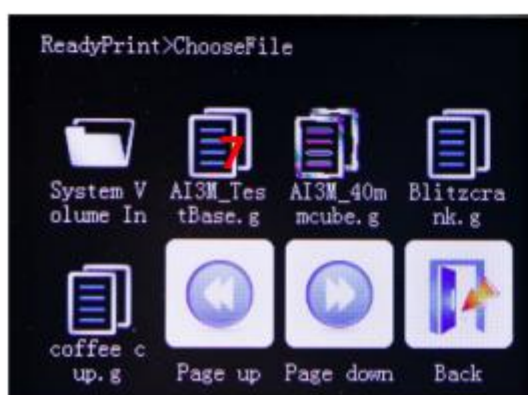 ReadyPrint>ChooseFile
7
System V
olume In
AI3M_Tes
tBase.g
AI3M_40m
mcube.g
Blitzcra
nk.g
coffee c
up.g
Page up
Page down
Back